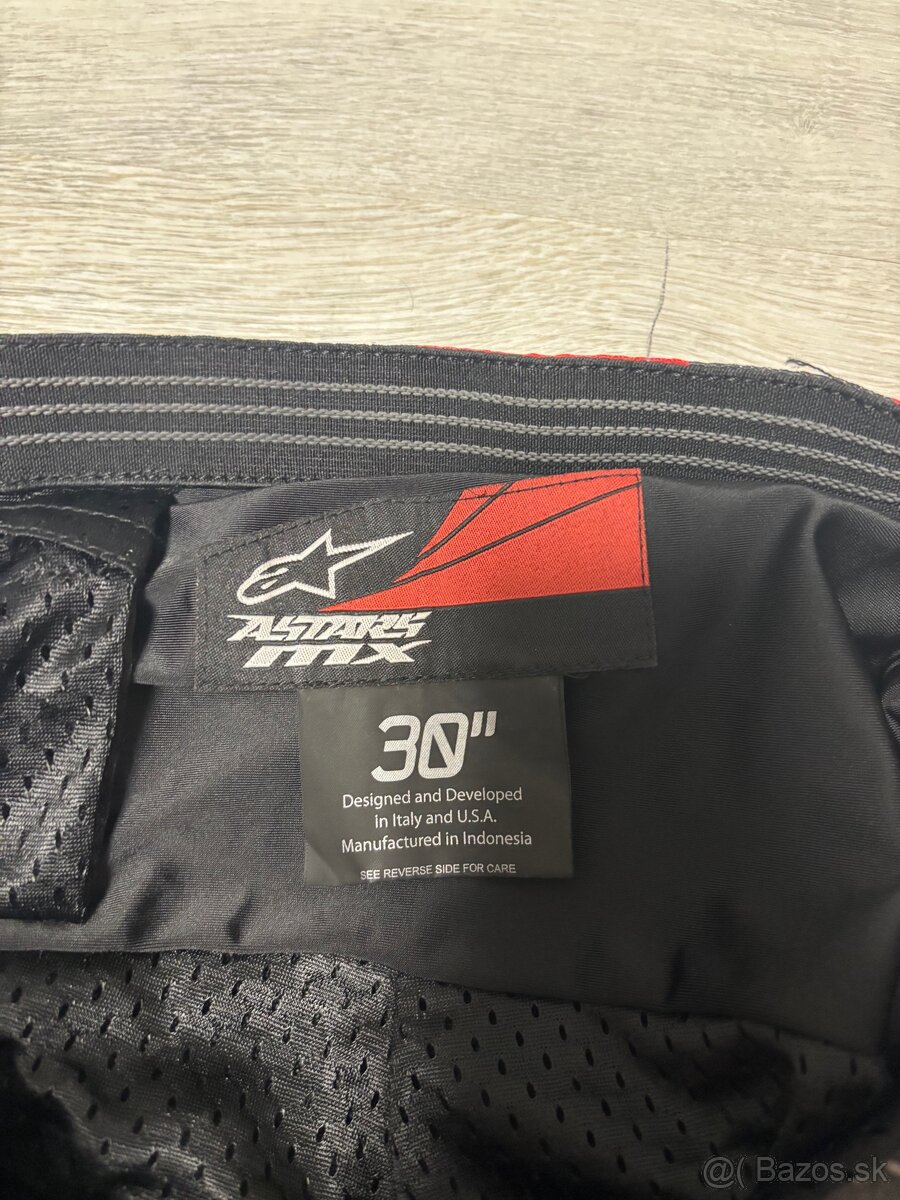 ASTARS
MX
30"
Designed and Developed
in Italy and U.S.A.
Manufactured in Indonesia
SEE REVERSE SIDE FOR CARE
@( Bazos.sk